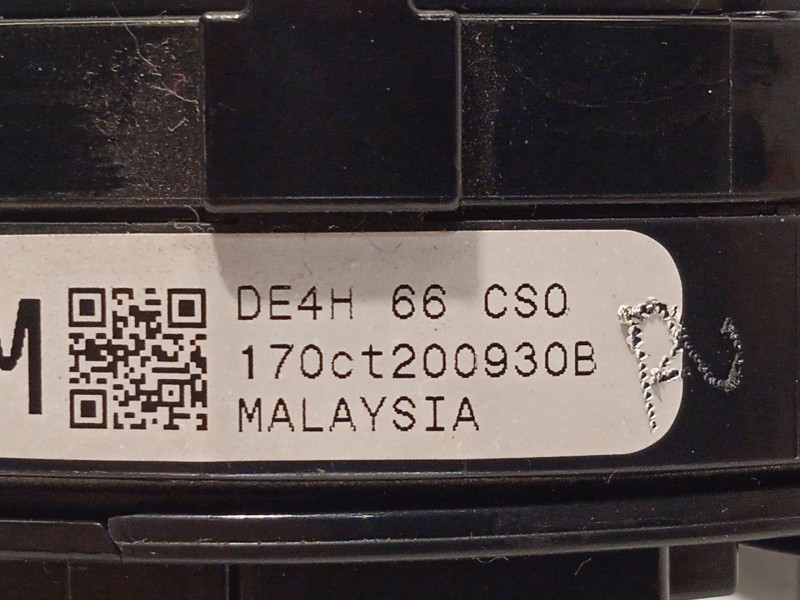 M
DE4H 66 CS0
17Oct200930B
MALAYSIA